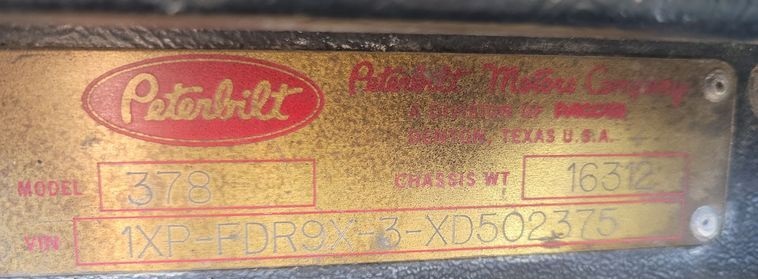 Peterbilt
Peterbilt Motors Company
A DIVISION OF PACCAR
DENTON, TEXAS U.S.A.
MODEL 378 CHASSIS WT 16312
VIN 1XP-FDR9X-3-XD502375